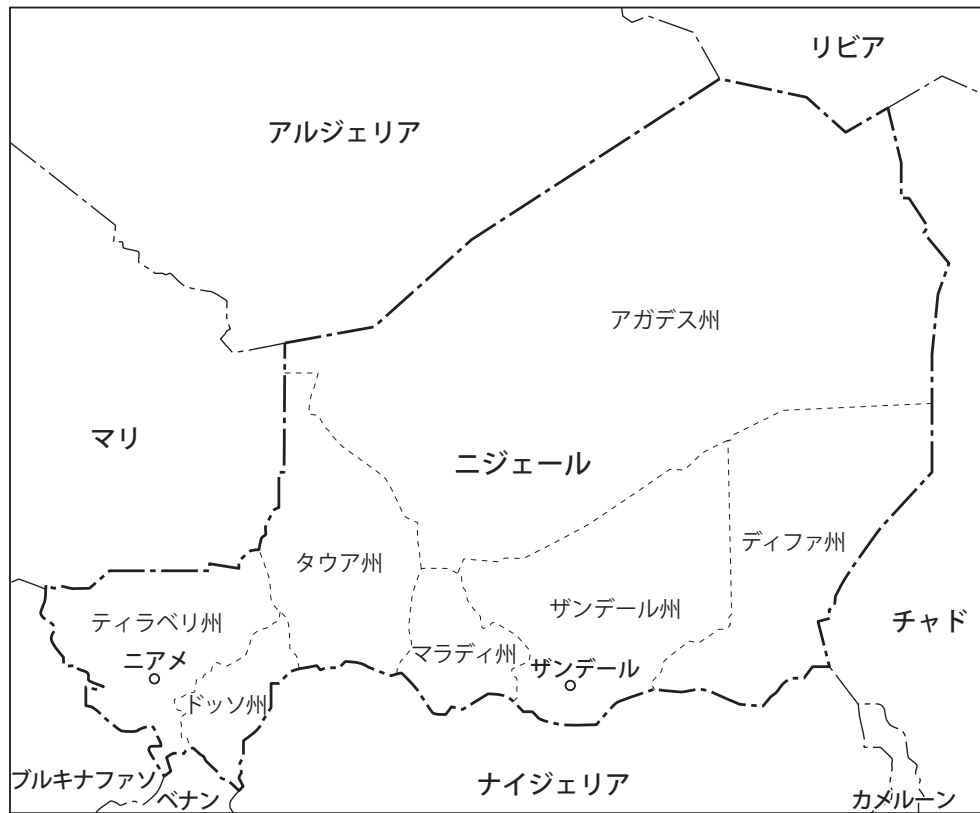 リビア
アルジェリア
アガデス州
マリ
ニジェール
ディファ州
タウア州
ザンデール州
ティラベリ州
チャド
マラディ州
ニアメ
ザンデール
ドッソ州
ブルキナファソ
ナイジェリア
ベナン
カメルーン